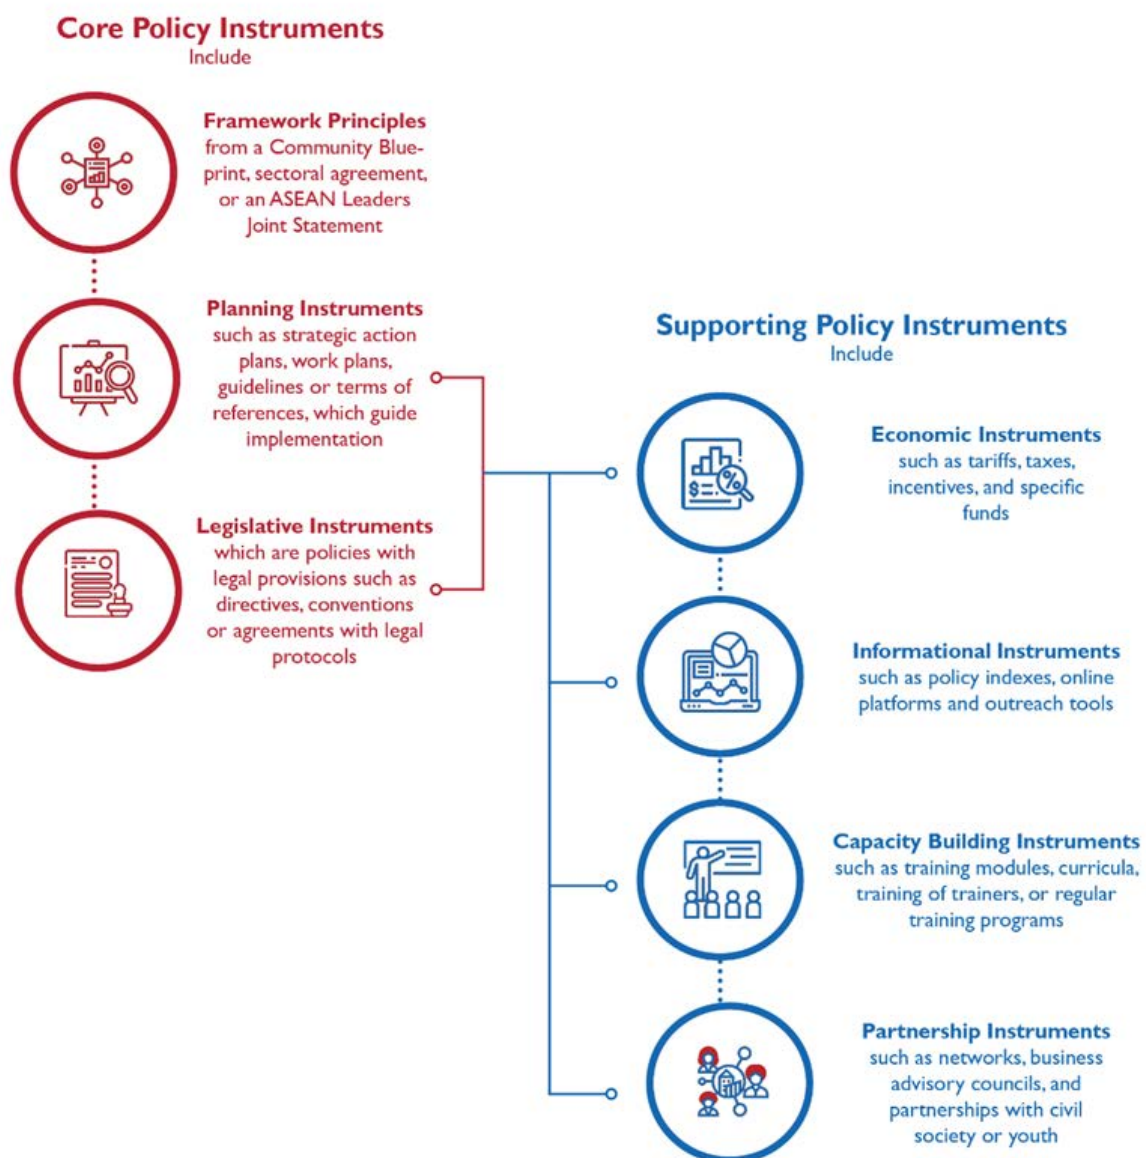 Core Policy Instruments
Include
Framework Principles
from a Community Blue-
print, sectoral agreement,
or an ASEAN Leaders
Joint Statement
Planning Instruments
such as strategic action
plans, work plans,
guidelines or terms of
references, which guide
implementation
Legislative Instruments
which are policies with
legal provisions such as
directives, conventions
or agreements with legal
protocols
Supporting Policy Instruments
Include
Economic Instruments
such as tariffs, taxes,
incentives, and specific
funds
$
%
Informational Instruments
such as policy indexes, online
platforms and outreach tools
Capacity Building Instruments
such as training modules, curricula,
training of trainers, or regular
training programs
Partnership Instruments
such as networks, business
advisory councils, and
partnerships with civil
society or youth